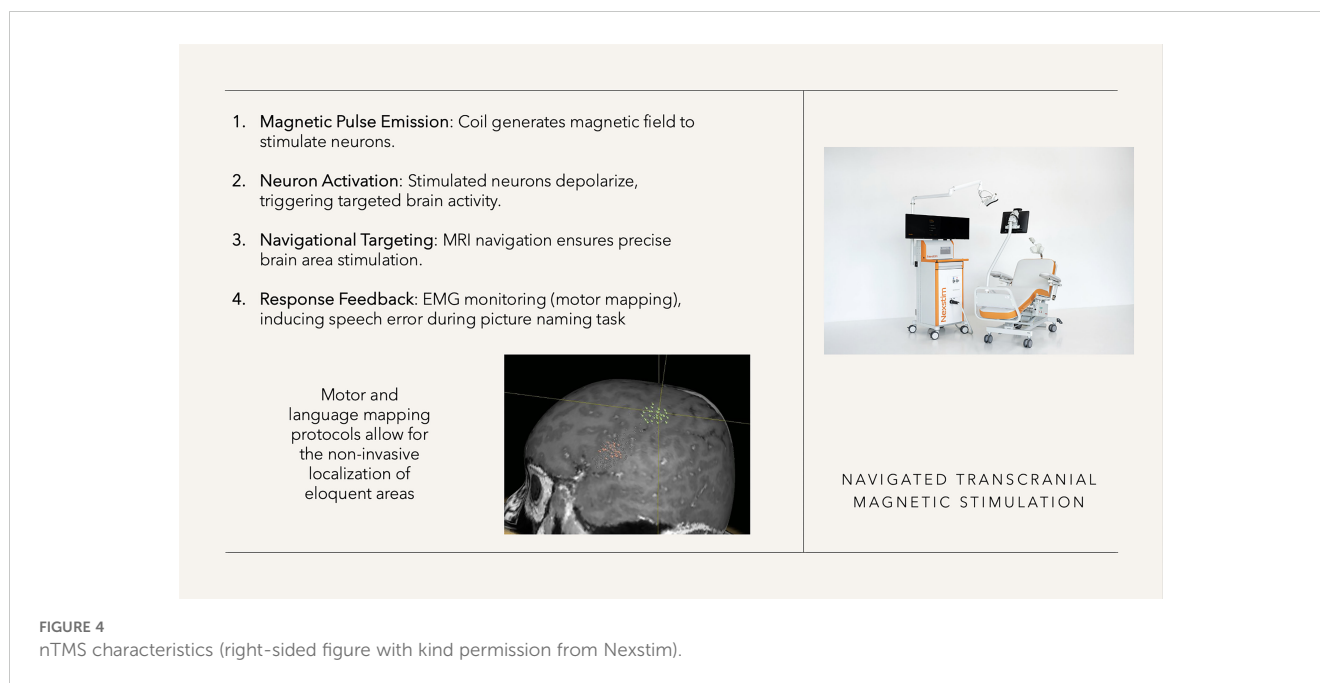 1. Magnetic Pulse Emission: Coil generates magnetic field to
stimulate neurons.
2. Neuron Activation: Stimulated neurons depolarize,
triggering targeted brain activity.
3. Navigational Targeting: MRI navigation ensures precise
brain area stimulation.
4. Response Feedback: EMG monitoring (motor mapping),
inducing speech error during picture naming task
Motor and
language mapping
protocols allow for
the non-invasive
localization of
eloquent areas
Nexstim
NAVIGATED TRANSCRANIAL
MAGNETIC STIMULATION
FIGURE 4
nTMS characteristics (right-sided figure with kind permission from Nexstim).